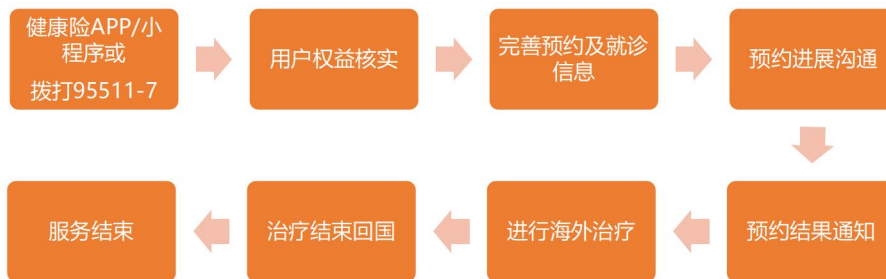 健康险APP/小
程序或
拨打95511-7
用户权益核实
完善预约及就诊
信息
预约进展沟通
预约结果通知
进行海外治疗
治疗结束回国
服务结束